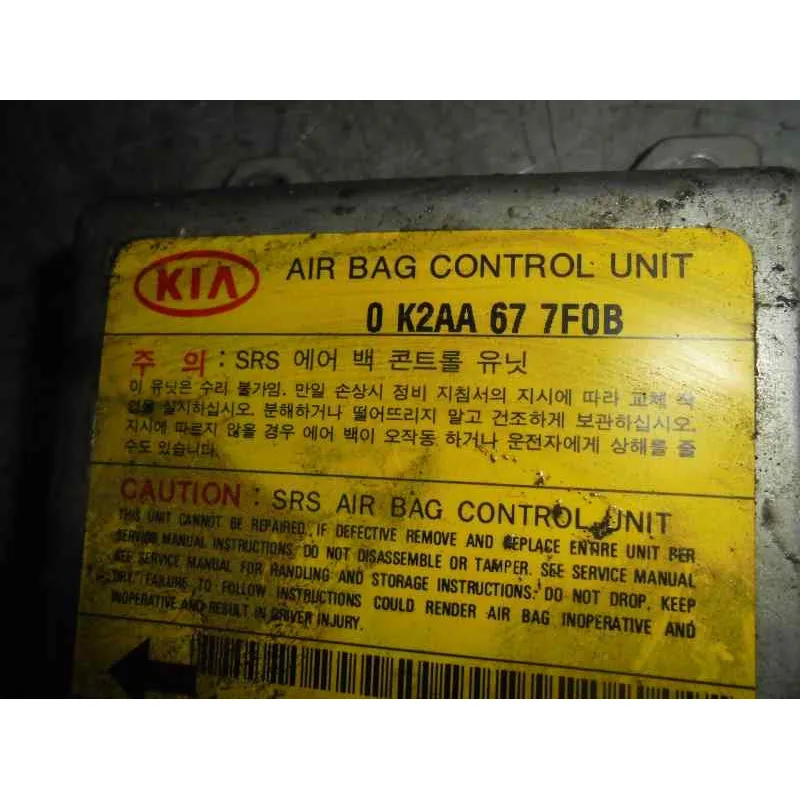 KIA
AIR BAG CONTROL UNIT
0 K2AA 67 7F0B
주 의 : SRS 에어 백 콘트롤 유닛
이 유닛은 수리 불가임. 만일 손상시 정비 지침서의 지시에 따라 교체 작
업을 실시하십시오. 분해하거나 떨어뜨리지 말고 건조하게 보관하십시오.
지시에 따르지 않을 경우 에어 백이 오작동 하거나 운전자에게 상해를 줄
수도 있습니다.
CAUTION : SRS AIR BAG CONTROL UNIT
THIS UNIT CANNOT BE REPAIRED. IF DEFECTIVE REMOVE AND REPLACE ENTIRE UNIT PER
SERVICE MANUAL INSTRUCTIONS. DO NOT DISASSEMBLE OR TAMPER. SEE SERVICE MANUAL
SEE SERVICE MANUAL FOR HANDLING AND STORAGE INSTRUCTIONS. DO NOT DROP, KEEP
DRY. FAILURE TO FOLLOW INSTRUCTIONS COULD RENDER AIR BAG INOPERATIVE AND
INOPERATIVE AND RESULT IN DRIVER INJURY.